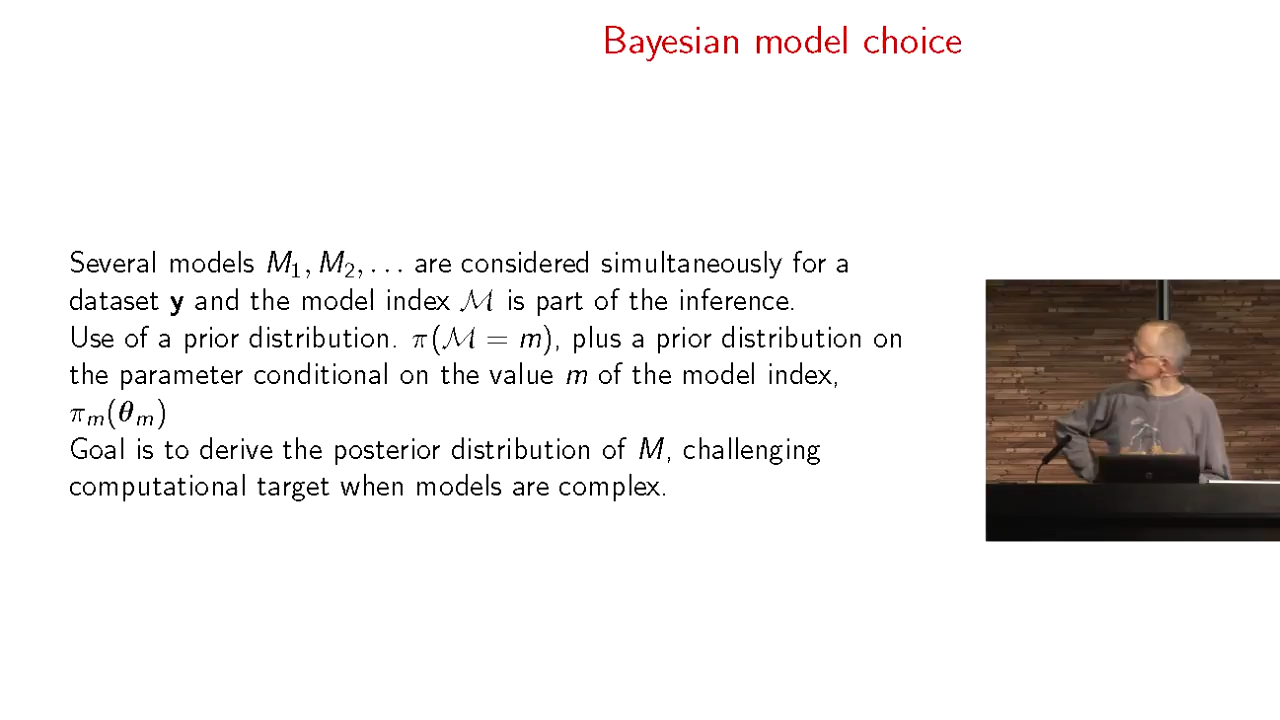 Bayesian model choice
Several models M₁, M₂, . . . are considered simultaneously for a
dataset y and the model index ℳ is part of the inference.
Use of a prior distribution. π(ℳ = m), plus a prior distribution on
the parameter conditional on the value m of the model index,
πₘ(θₘ)
Goal is to derive the posterior distribution of M, challenging
computational target when models are complex.